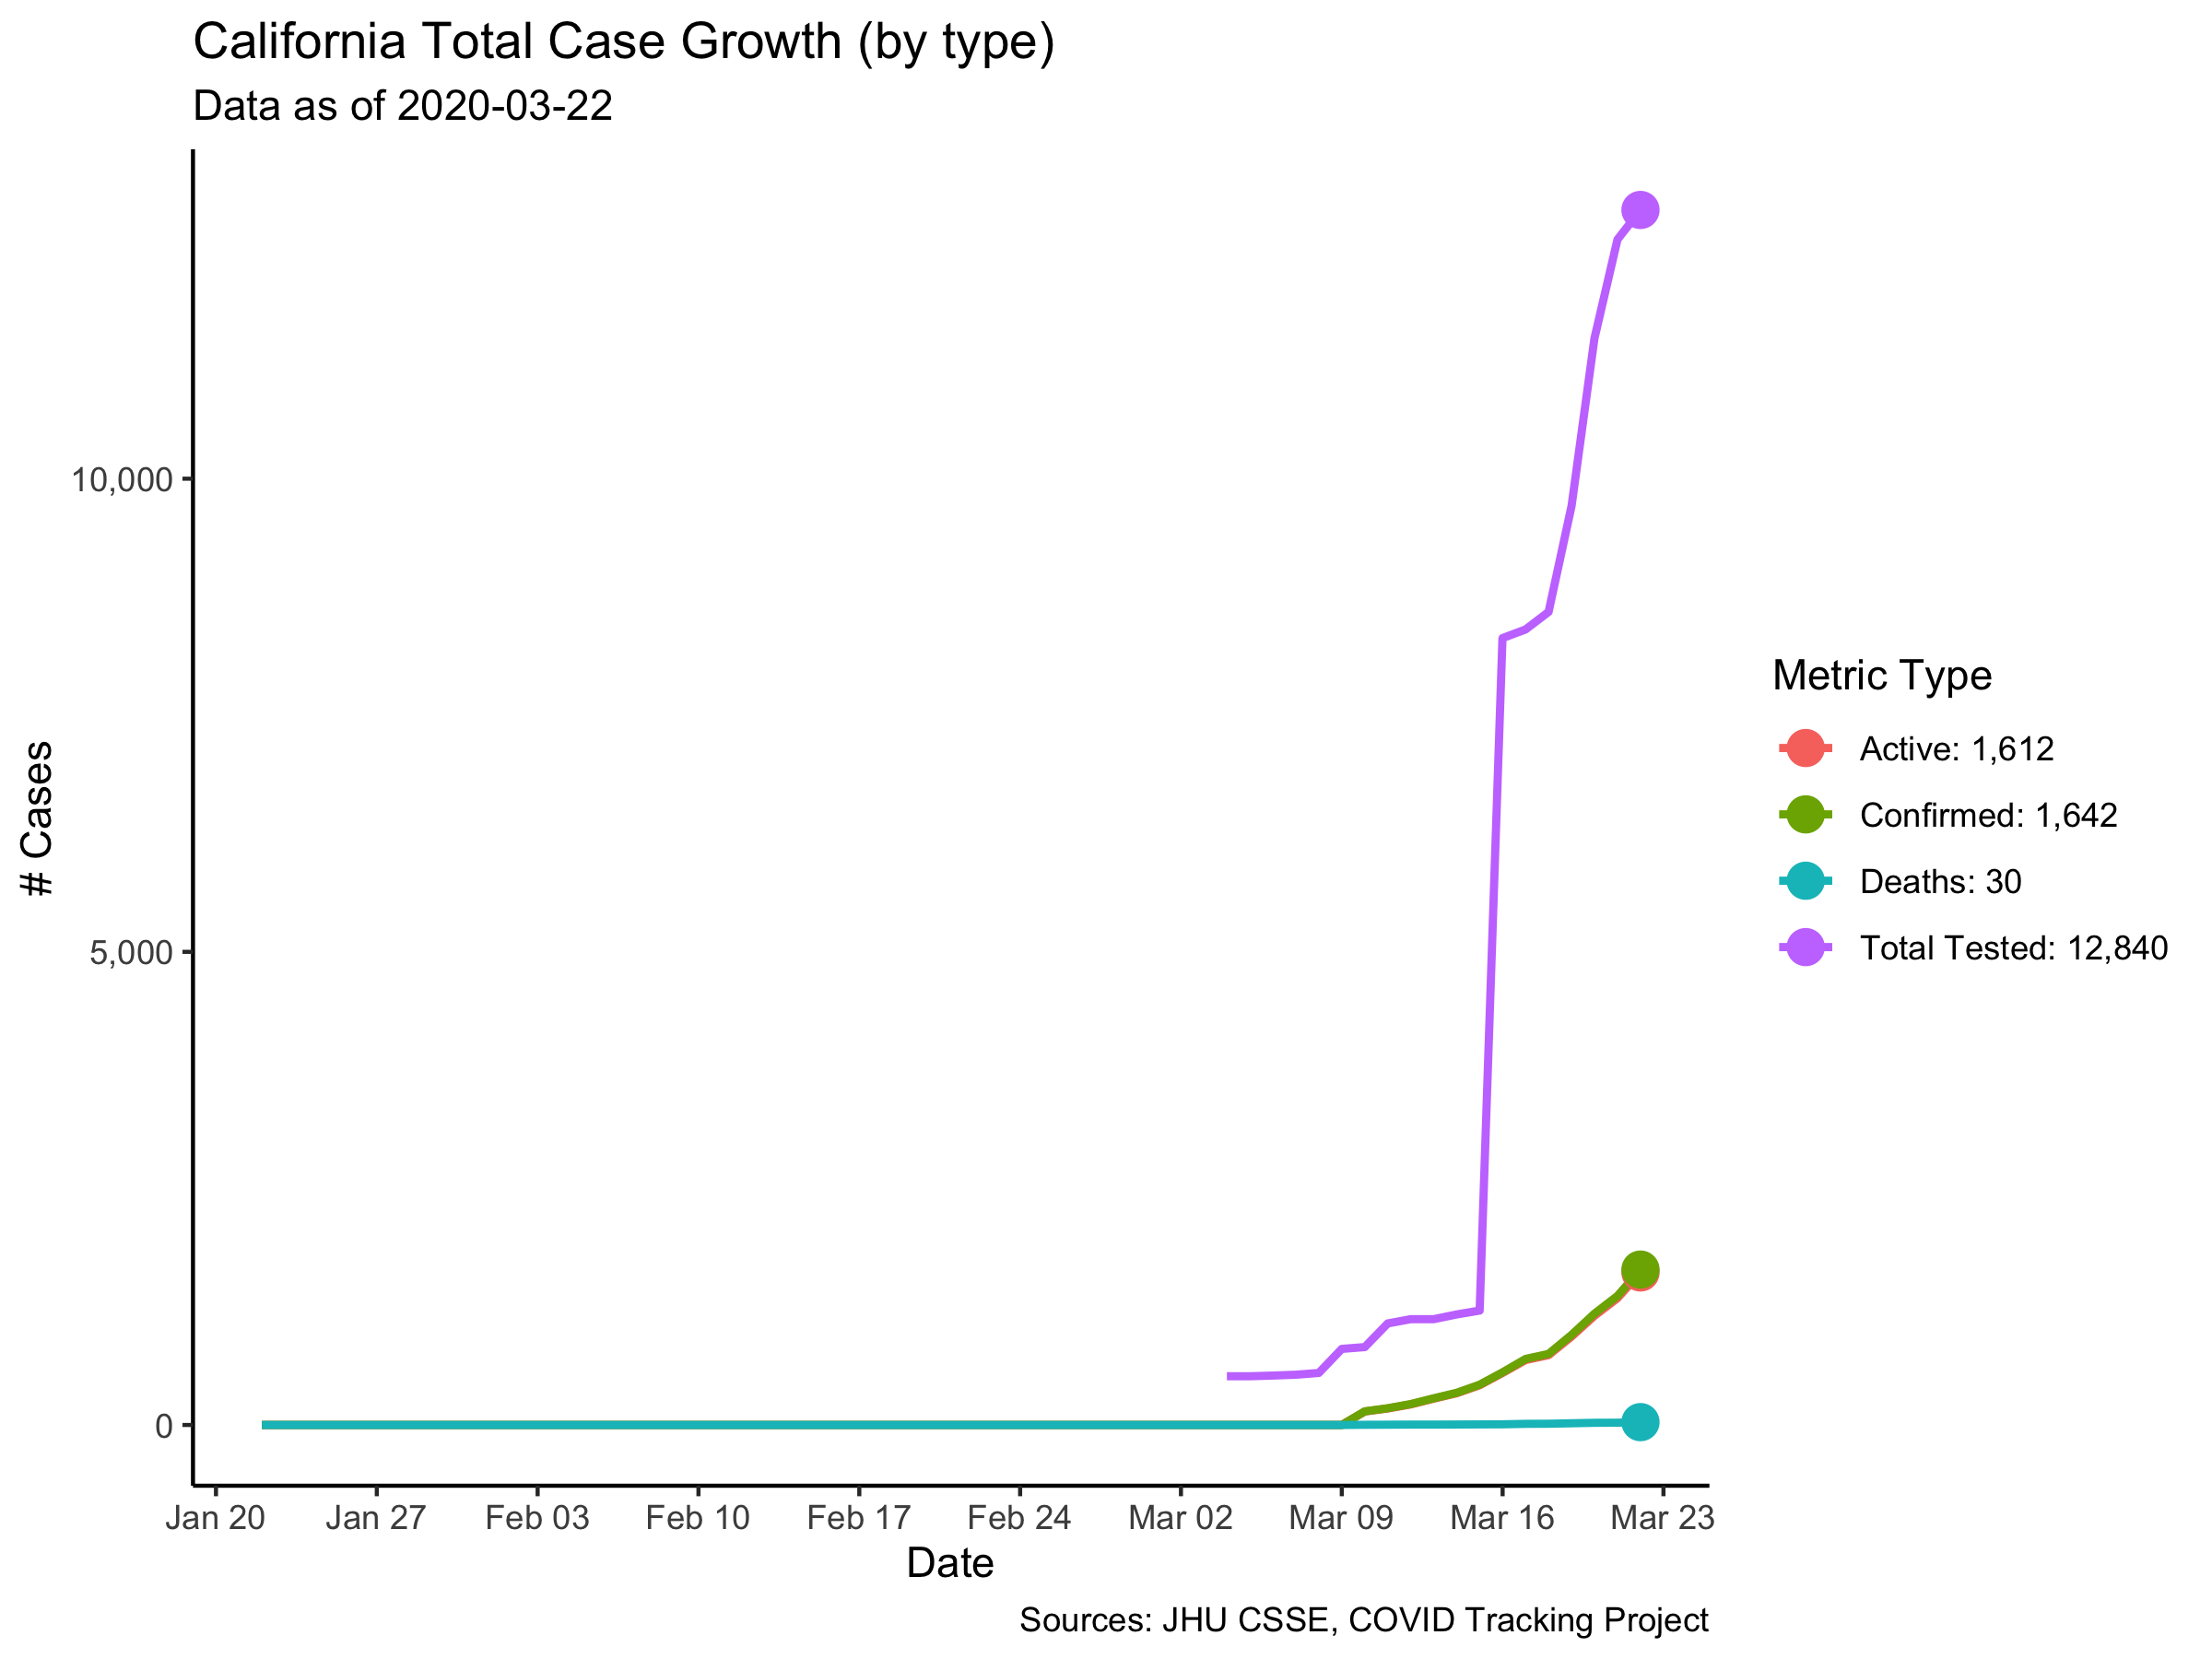 California Total Case Growth (by type)
Data as of 2020-03-22
# Cases
10,000
5,000
0
Jan 20 Jan 27 Feb 03 Feb 10 Feb 17 Feb 24 Mar 02 Mar 09 Mar 16 Mar 23
Date
Metric Type
Active: 1,612
Confirmed: 1,642
Deaths: 30
Total Tested: 12,840
Sources: JHU CSSE, COVID Tracking Project